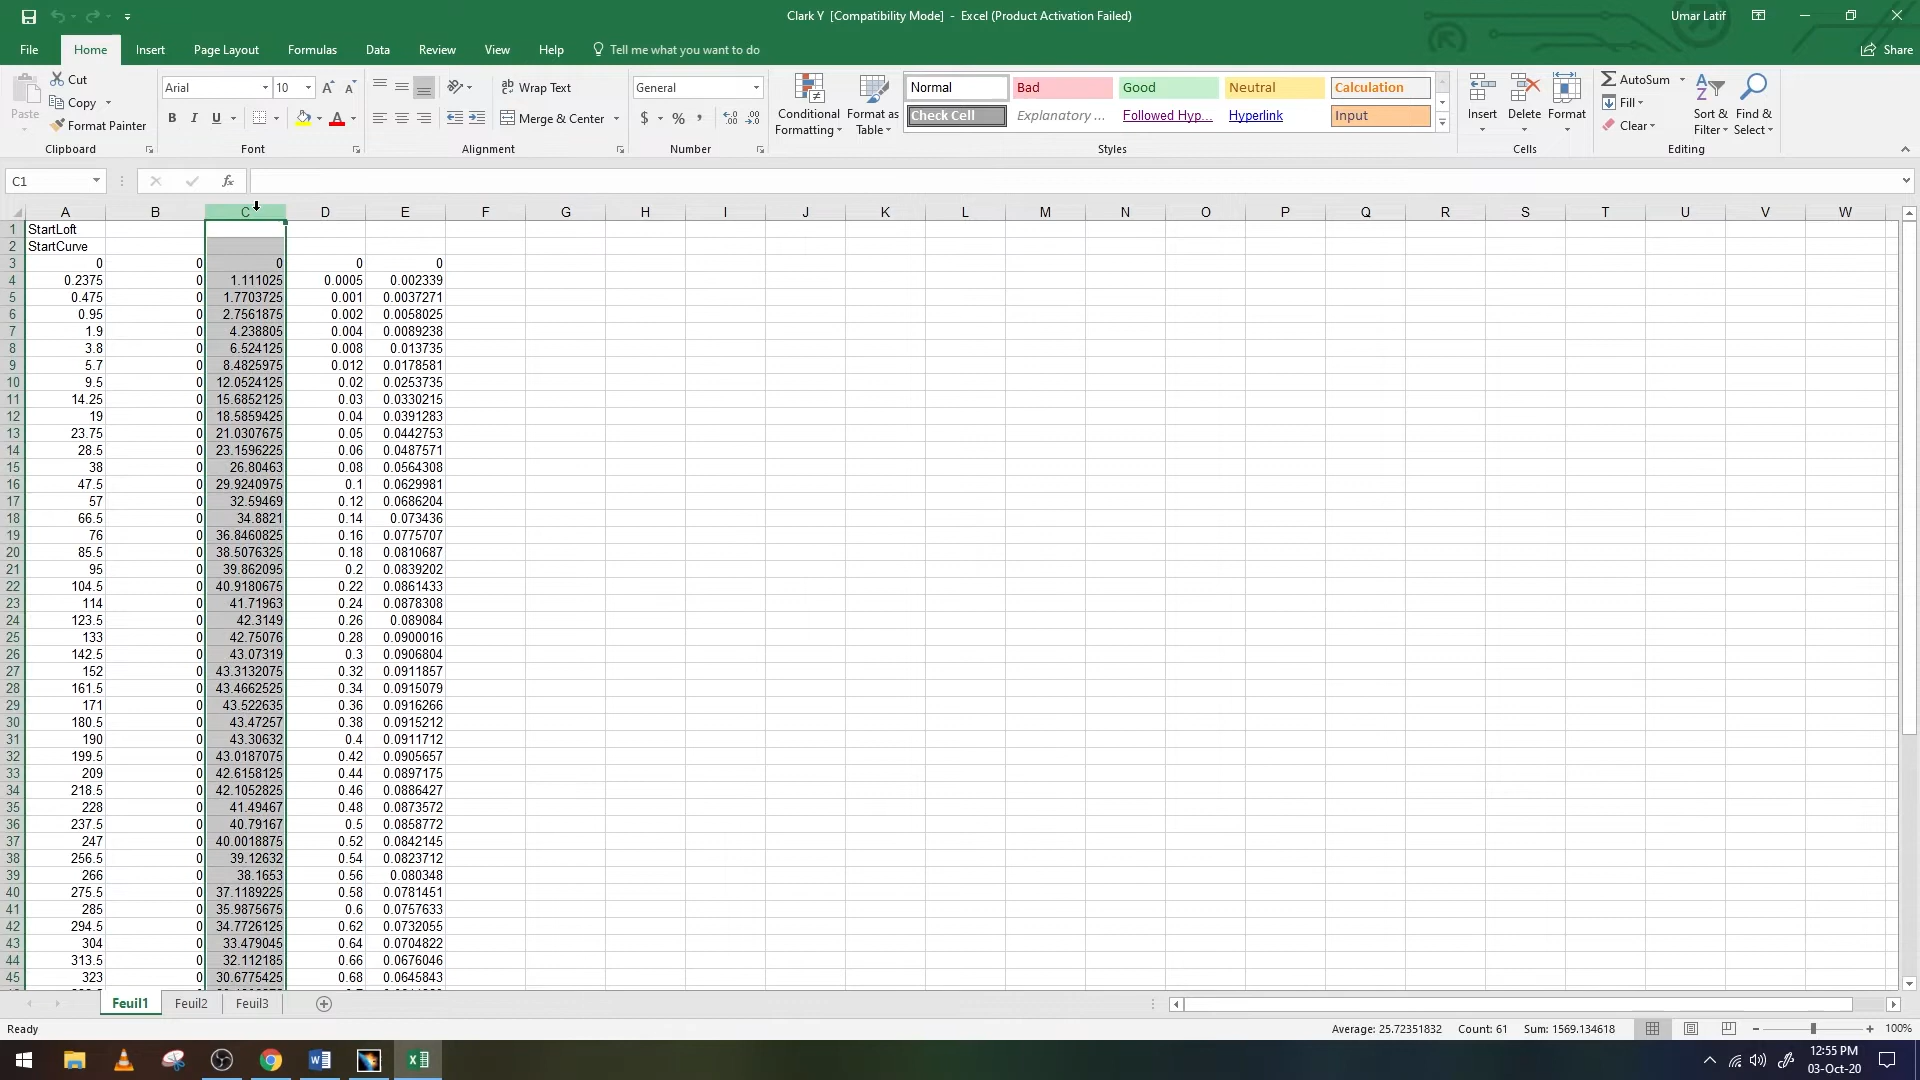 Clark Y  [Compatibility Mode]  -  Excel (Product Activation Failed)
Umar Latif
File Home Insert Page Layout Formulas Data Review View Help Tell me what you want to do Share
Paste
Cut
Copy
Format Painter
Clipboard
Arial 10
B I U
Font
Wrap Text
Merge & Center
Alignment
General
$ % ,
Number
Conditional Formatting
Format as Table
Normal Bad Good Neutral Calculation
Check Cell Explanatory ... Followed Hyp... Hyperlink Input
Styles
Insert Delete Format
Cells
AutoSum
Fill
Clear
Sort & Filter
Find & Select
Editing
C1 fx
A B C D E F G H I J K L M N O P Q R S T U V W
1 StartLoft
2 StartCurve
3 0 0 0 0 0
4 0.2375 0 1.111025 0.0005 0.002339
5 0.475 0 1.7703725 0.001 0.0037271
6 0.95 0 2.7561875 0.002 0.0058025
7 1.9 0 4.238805 0.004 0.0089238
8 3.8 0 6.524125 0.008 0.013735
9 5.7 0 8.4825975 0.012 0.0178581
10 9.5 0 12.0524125 0.02 0.0253735
11 14.25 0 15.6852125 0.03 0.0330215
12 19 0 18.5859425 0.04 0.0391283
13 23.75 0 21.0307675 0.05 0.0442753
14 28.5 0 23.1596225 0.06 0.0487571
15 38 0 26.80463 0.08 0.0564308
16 47.5 0 29.9240975 0.1 0.0629981
17 57 0 32.59469 0.12 0.0686204
18 66.5 0 34.8821 0.14 0.073436
19 76 0 36.8460825 0.16 0.0775707
20 85.5 0 38.5076325 0.18 0.0810687
21 95 0 39.862095 0.2 0.0839202
22 104.5 0 40.9180675 0.22 0.0861433
23 114 0 41.71963 0.24 0.0878308
24 123.5 0 42.3149 0.26 0.089084
25 133 0 42.75076 0.28 0.0900016
26 142.5 0 43.07319 0.3 0.0906804
27 152 0 43.3132075 0.32 0.0911857
28 161.5 0 43.4662525 0.34 0.0915079
29 171 0 43.522635 0.36 0.0916266
30 180.5 0 43.47257 0.38 0.0915212
31 190 0 43.30632 0.4 0.0911712
32 199.5 0 43.0187075 0.42 0.0905657
33 209 0 42.6158125 0.44 0.0897175
34 218.5 0 42.1052825 0.46 0.0886427
35 228 0 41.49467 0.48 0.0873572
36 237.5 0 40.79167 0.5 0.0858772
37 247 0 40.0018875 0.52 0.0842145
38 256.5 0 39.12632 0.54 0.0823712
39 266 0 38.1653 0.56 0.080348
40 275.5 0 37.1189225 0.58 0.0781451
41 285 0 35.9875675 0.6 0.0757633
42 294.5 0 34.7726125 0.62 0.0732055
43 304 0 33.479045 0.64 0.0704822
44 313.5 0 32.112185 0.66 0.0676046
45 323 0 30.6775425 0.68 0.0645843
Feuil1 Feuil2 Feuil3
Ready
Average: 25.72351832 Count: 61 Sum: 1569.134618 100%
12:55 PM
03-Oct-20